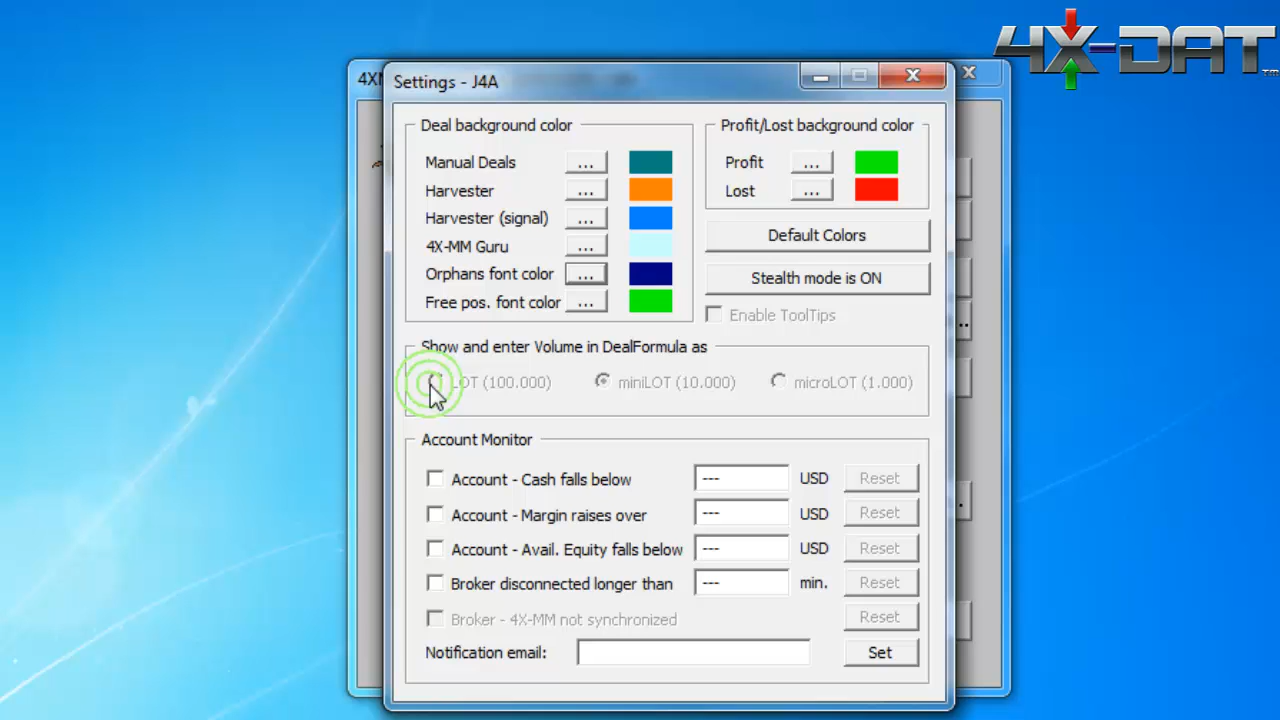 4X-DAT™
4X
Settings - J4A
Deal background color
Profit/Lost background color
Manual Deals ...
Profit ...
Harvester ...
Lost ...
Harvester (signal) ...
Default Colors
4X-MM Guru ...
Orphans font color ...
Stealth mode is ON
Free pos. font color ...
Enable ToolTips
Show and enter Volume in DealFormula as
LOT (100.000)
miniLOT (10.000)
microLOT (1.000)
Account Monitor
Account - Cash falls below --- USD Reset
Account - Margin raises over --- USD Reset
Account - Avail. Equity falls below --- USD Reset
Broker disconnected longer than --- min. Reset
Broker - 4X-MM not synchronized Reset
Notification email: Set